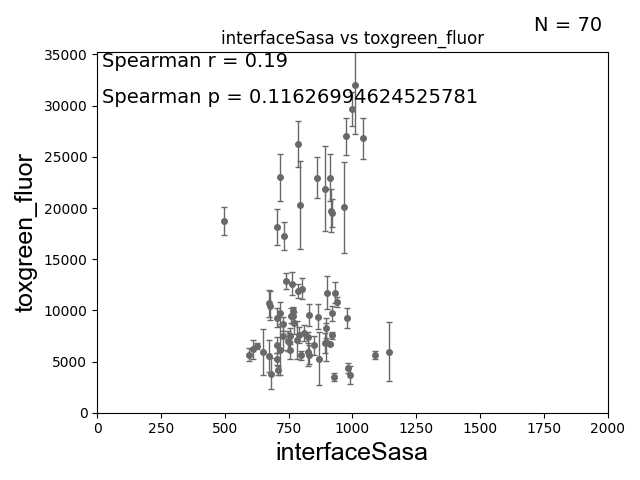 N = 70
interfaceSasa vs toxgreen_fluor
Spearman r = 0.19
Spearman p = 0.11626994624525781
35000
30000
25000
20000
15000
10000
5000
0
toxgreen_fluor
0 250 500 750 1000 1250 1500 1750 2000
interfaceSasa